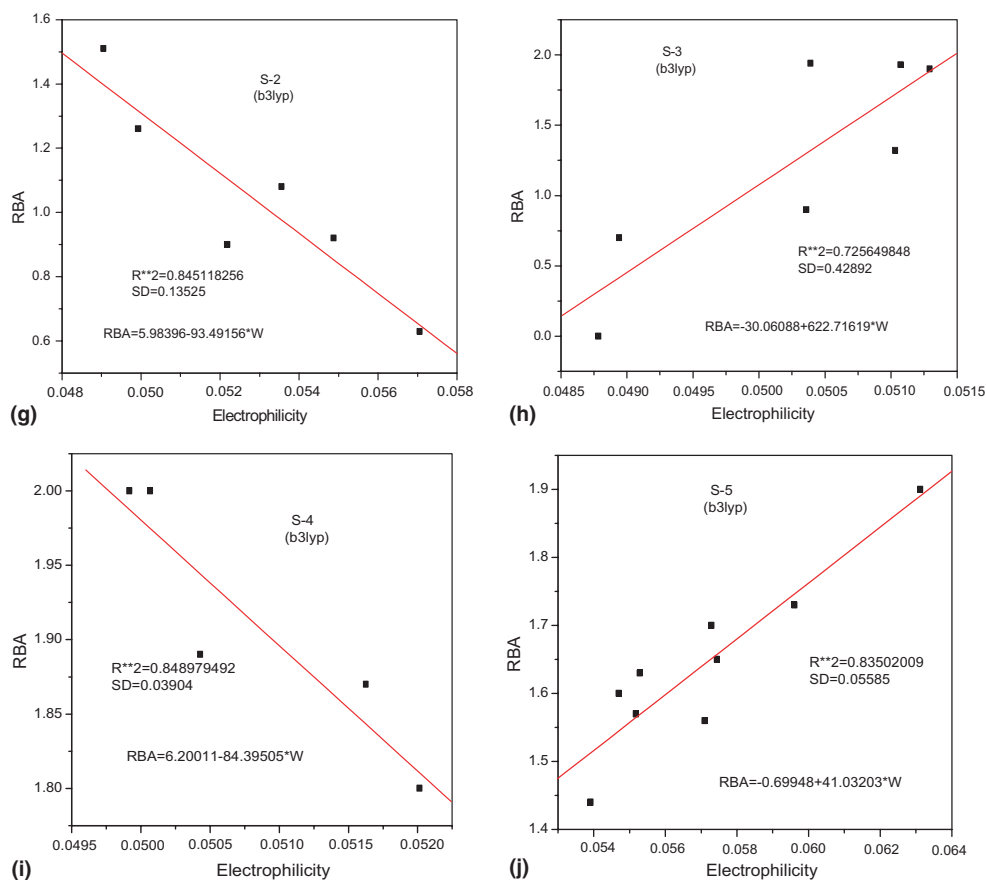 1.6
1.4
1.2
1.0
0.8
0.6
RBA
S-2
(b3lyp)
R**2=0.845118256
SD=0.13525
RBA=5.98396-93.49156*W
0.048 0.050 0.052 0.054 0.056 0.058
Electrophilicity
(g)
2.0
1.5
1.0
0.5
0.0
RBA
S-3
(b3lyp)
R**2=0.725649848
SD=0.42892
RBA=-30.06088+622.71619*W
0.0485 0.0490 0.0495 0.0500 0.0505 0.0510 0.0515
Electrophilicity
(h)
2.00
1.95
1.90
1.85
1.80
RBA
S-4
(b3lyp)
R**2=0.848979492
SD=0.03904
RBA=6.20011-84.39505*W
0.0495 0.0500 0.0505 0.0510 0.0515 0.0520
Electrophilicity
(i)
1.9
1.8
1.7
1.6
1.5
1.4
RBA
S-5
(b3lyp)
R**2=0.83502009
SD=0.05585
RBA=-0.69948+41.03203*W
0.054 0.056 0.058 0.060 0.062 0.064
Electrophilicity
(j)